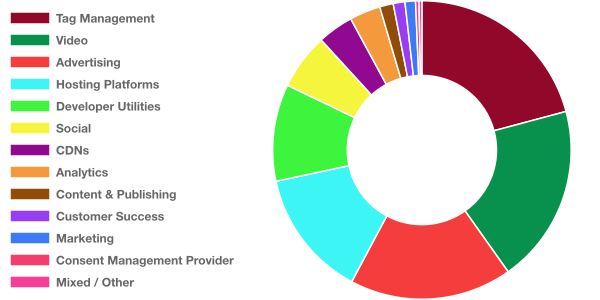 Tag Management
Video
Advertising
Hosting Platforms
Developer Utilities
Social
CDNs
Analytics
Content & Publishing
Customer Success
Marketing
Consent Management Provider
Mixed / Other